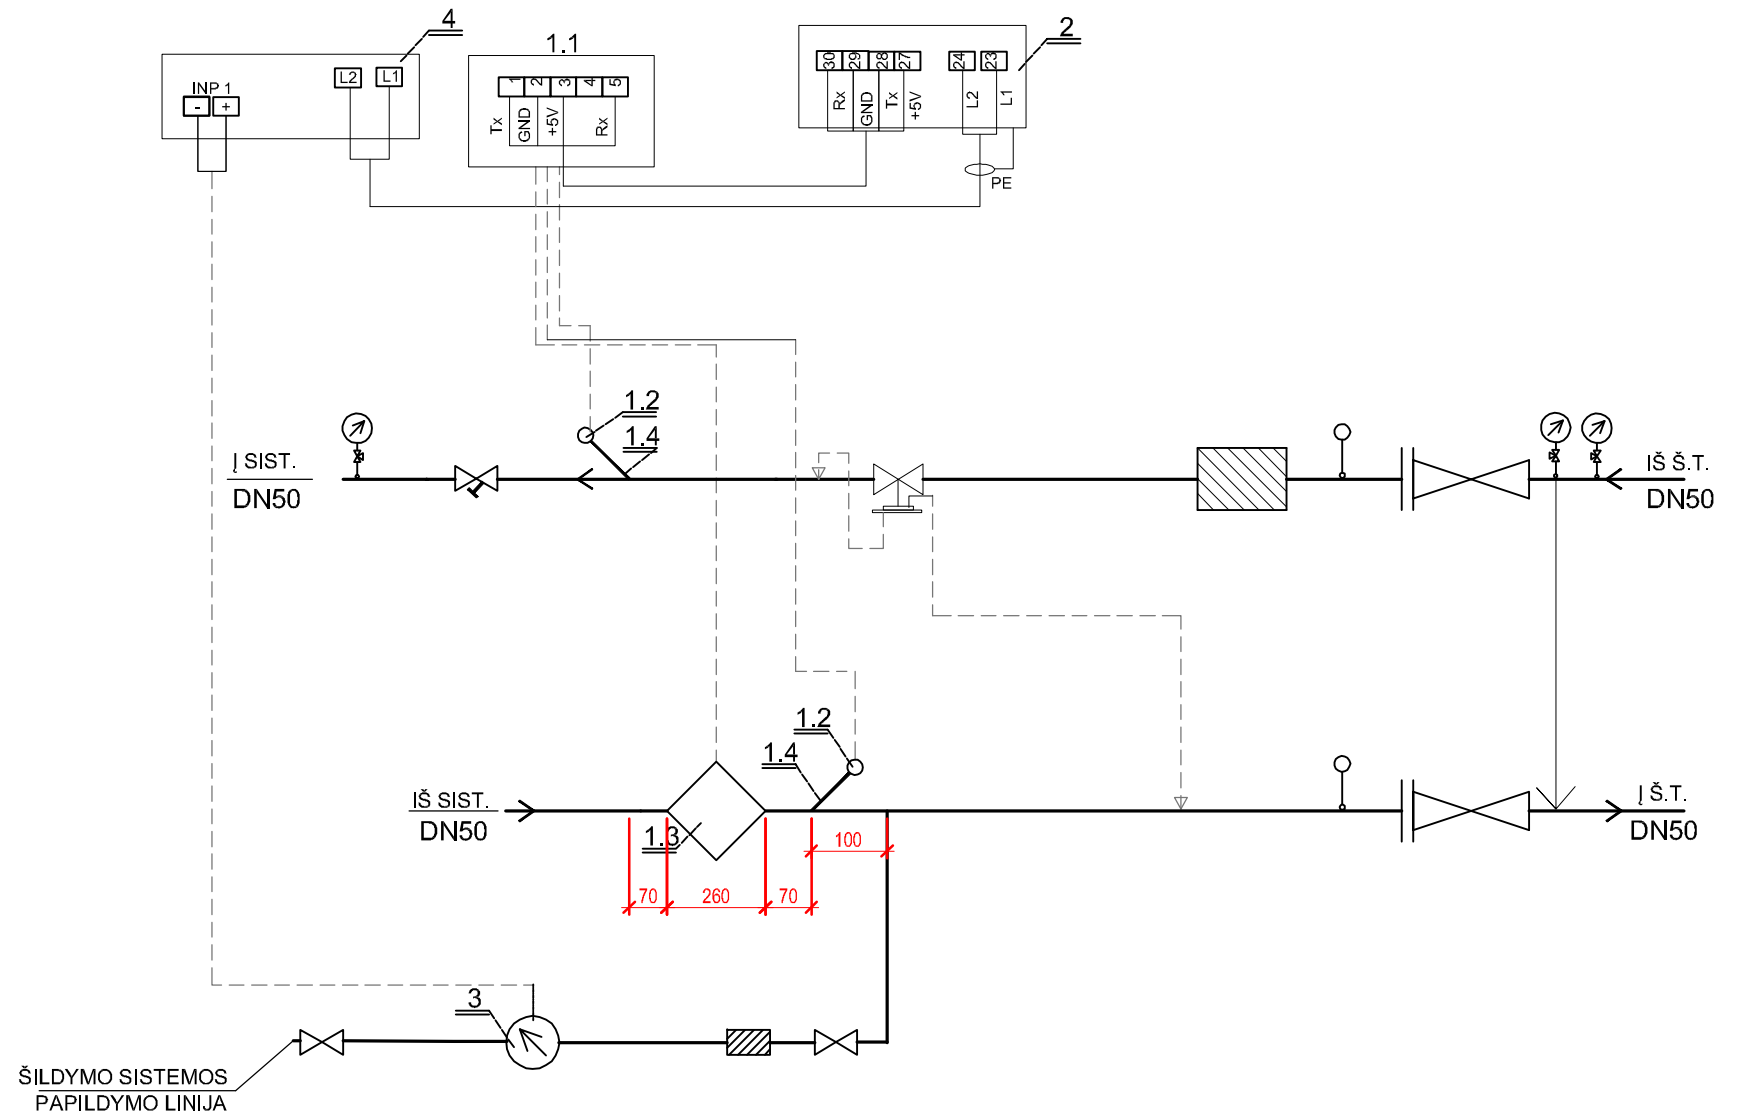 4
1.1
2
INP 1
- +
L2 L1
1 2 3 4 5
Tx GND +5V Rx
30 29 28 27 24 23
Rx GND Tx +5V L2 L1
PE
1.2
1.4
Į SIST.
DN50
IŠ Š.T.
DN50
1.2
1.4
IŠ SIST.
DN50
1.3
Į Š.T.
DN50
100
70 260 70
3
ŠILDYMO SISTEMOS
PAPILDYMO LINIJA